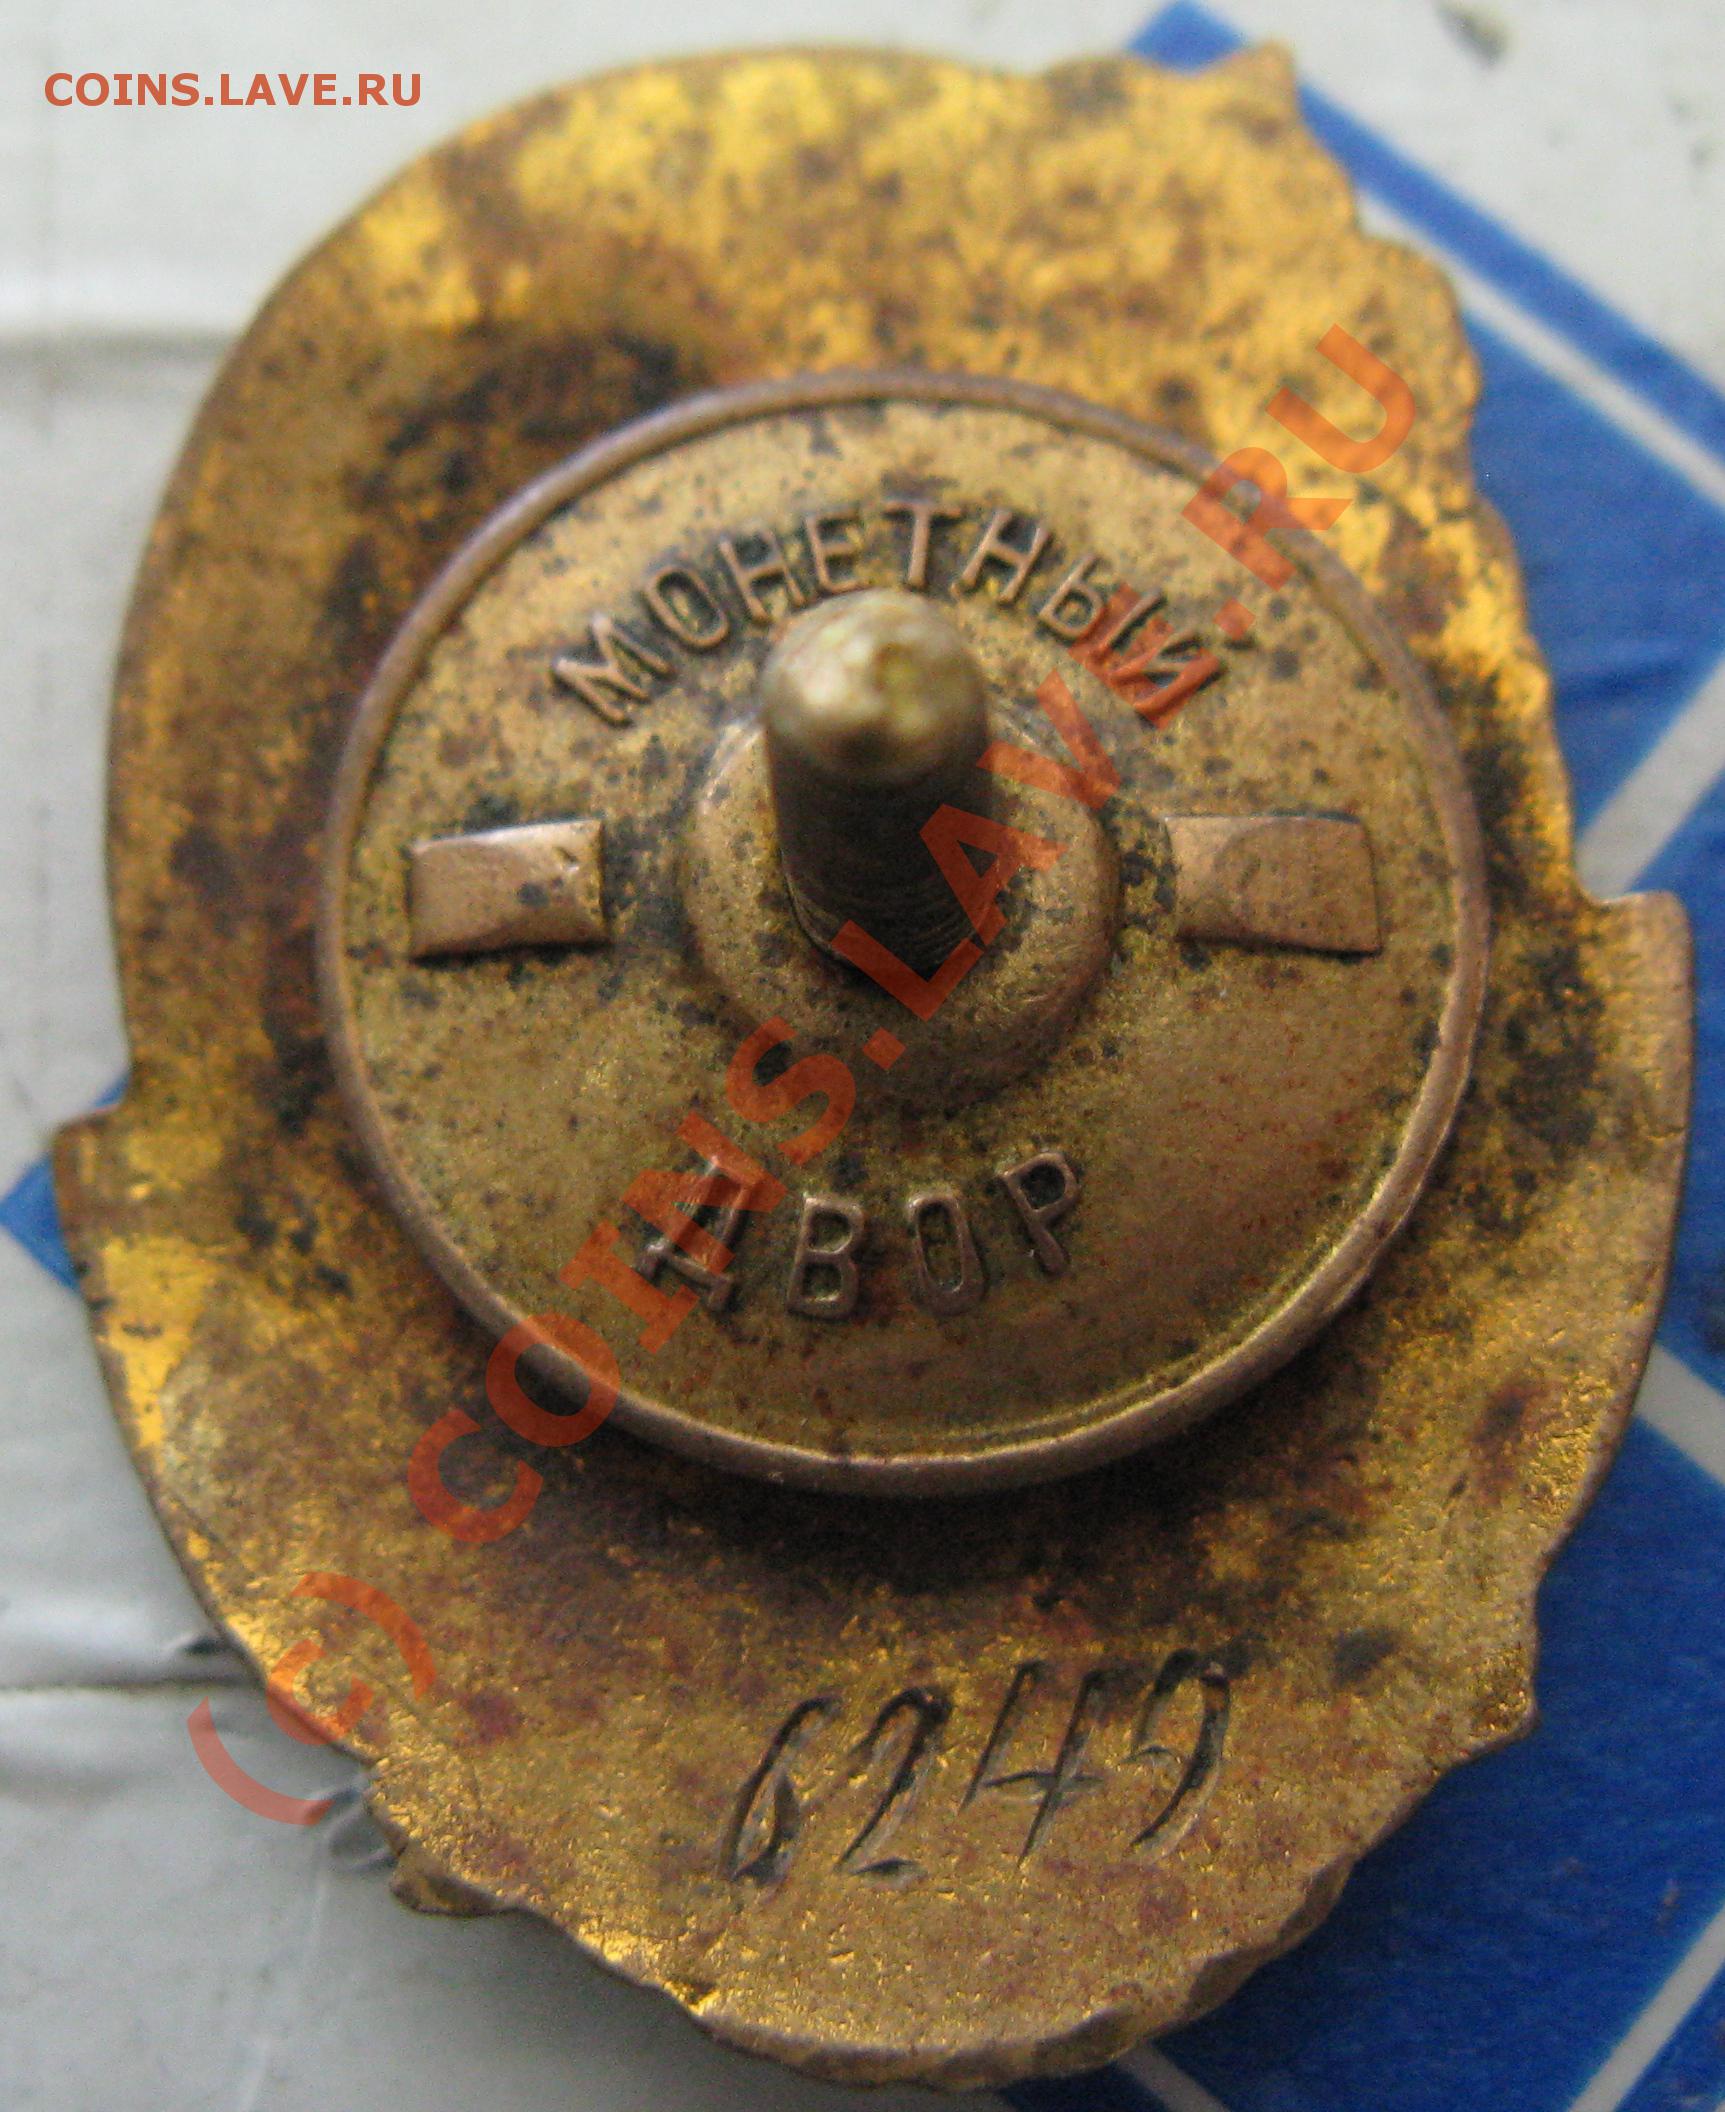 COINS.LAVE.RU
МОНЕТНЫЙ
ДВОР
6249
(c) COINS.LAVE.RU